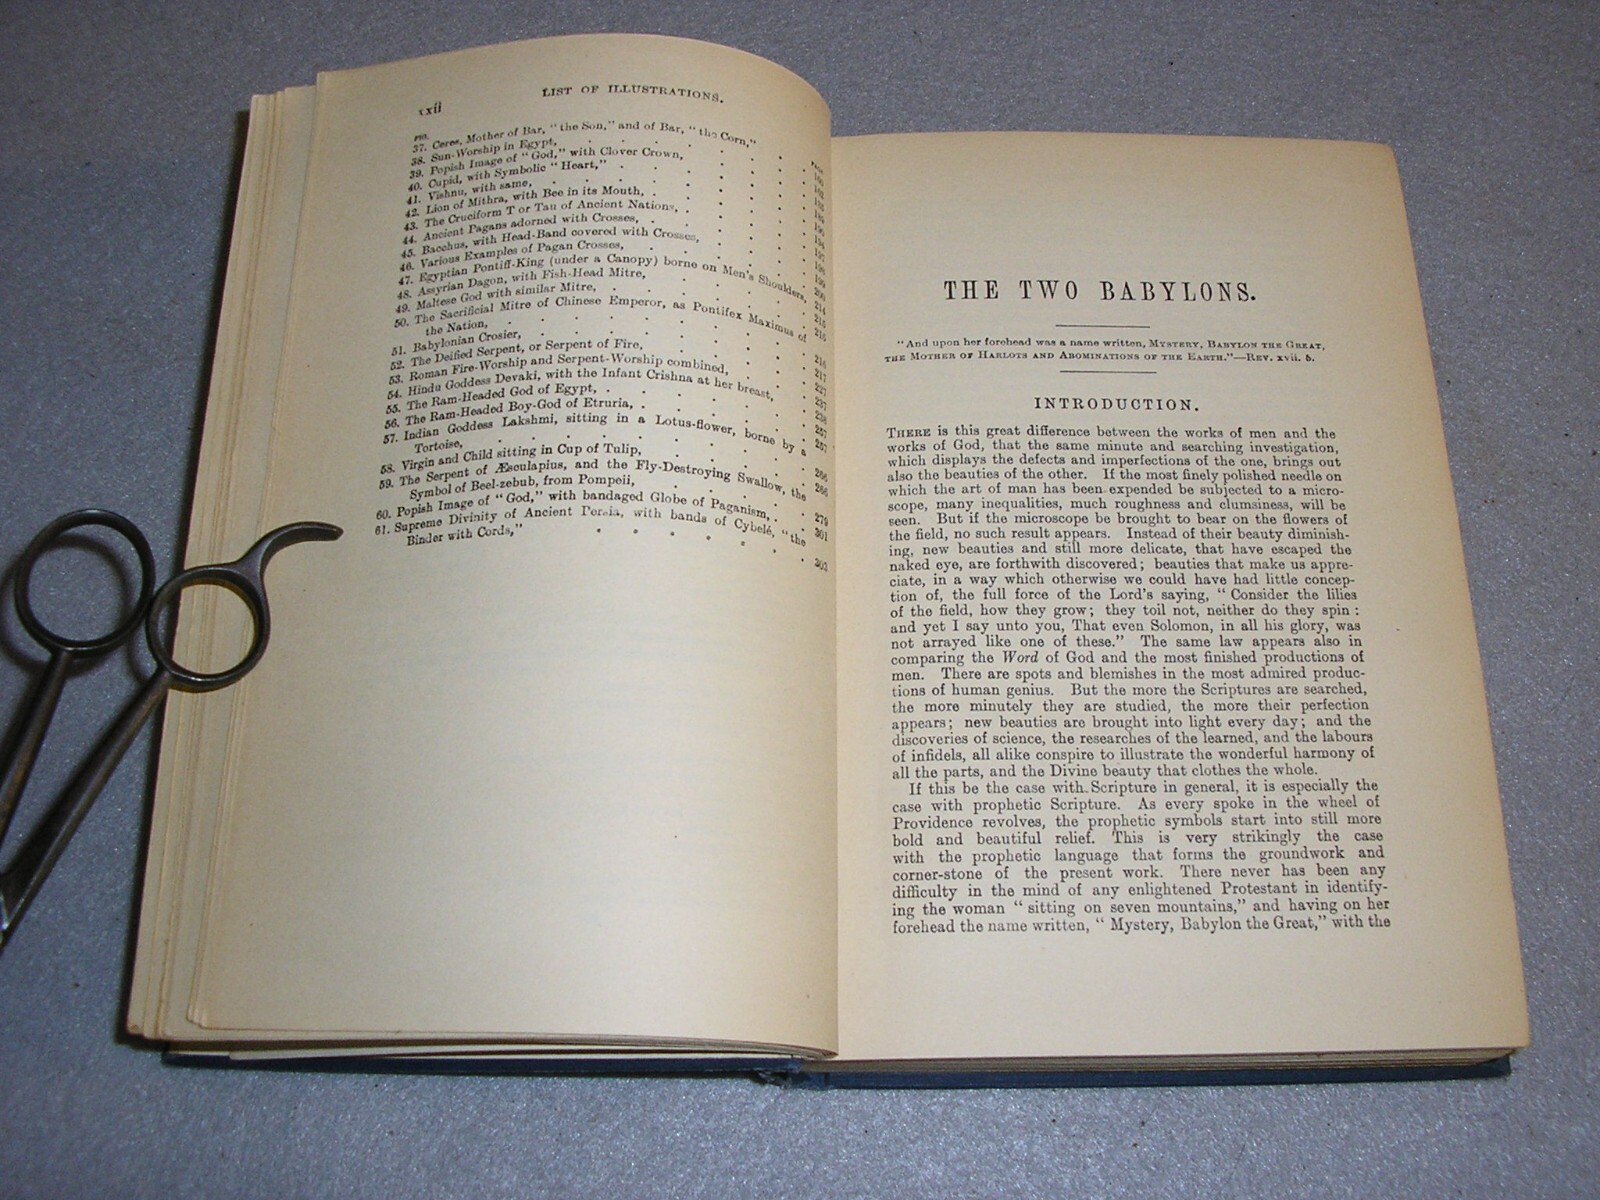 xxii
LIST OF ILLUSTRATIONS.
FIG.
37. Ceres, Mother of Bar, "the Son," and of Bar, "the Corn," 160
38. Sun-Worship in Egypt, 162
39. Popish Image of "God," with Clover Crown, 185
40. Cupid, with Symbolic "Heart," 189
41. Vishnu, with same, 190
42. Lion of Mithra, with Bee in its Mouth, 194
43. The Cruciform T or Tau of Ancient Nations, 197
44. Ancient Pagans adorned with Crosses, 198
45. Bacchus, with Head-Band covered with Crosses, 199
46. Various Examples of Pagan Crosses, 200
47. Egyptian Pontiff-King (under a Canopy) borne on Men's Shoulders, 214
48. Assyrian Dagon, with Fish-Head Mitre, 215
49. Maltese God with similar Mitre, 216
50. The Sacrificial Mitre of Chinese Emperor, as Pontifex Maximus of
the Nation,
51. Babylonian Crosier, 217
52. The Deified Serpent, or Serpent of Fire, 227
53. Roman Fire-Worship and Serpent-Worship combined, 237
54. Hindu Goddess Devaki, with the Infant Crishna at her breast, 238
55. The Ram-Headed God of Egypt, 257
56. The Ram-Headed Boy-God of Etruria, 257
57. Indian Goddess Lakshmi, sitting in a Lotus-flower, borne by a
Tortoise, 266
58. Virgin and Child sitting in Cup of Tulip, 266
59. The Serpent of Æsculapius, and the Fly-Destroying Swallow, the
Symbol of Beel-zebub, from Pompeii, 279
60. Popish Image of "God," with bandaged Globe of Paganism, 301
61. Supreme Divinity of Ancient Persia, with bands of Cybelé, "the
Binder with Cords," 303
THE TWO BABYLONS.
"And upon her forehead was a name written, MYSTERY, BABYLON THE GREAT,
THE MOTHER OF HARLOTS AND ABOMINATIONS OF THE EARTH."—REV. xvii. 5.
INTRODUCTION.
THERE is this great difference between the works of men and the
works of God, that the same minute and searching investigation,
which displays the defects and imperfections of the one, brings out
also the beauties of the other. If the most finely polished needle on
which the art of man has been expended be subjected to a micro-
scope, many inequalities, much roughness and clumsiness, will be
seen. But if the microscope be brought to bear on the flowers of
the field, no such result appears. Instead of their beauty diminish-
ing, new beauties and still more delicate, that have escaped the
naked eye, are forthwith discovered; beauties that make us appre-
ciate, in a way which otherwise we could have had little concep-
tion of, the full force of the Lord's saying, "Consider the lilies
of the field, how they grow; they toil not, neither do they spin:
and yet I say unto you, That even Solomon, in all his glory, was
not arrayed like one of these." The same law appears also in
comparing the Word of God and the most finished productions of
men. There are spots and blemishes in the most admired produc-
tions of human genius. But the more the Scriptures are searched,
the more minutely they are studied, the more their perfection
appears; new beauties are brought into light every day; and the
discoveries of science, the researches of the learned, and the labours
of infidels, all alike conspire to illustrate the wonderful harmony of
all the parts, and the Divine beauty that clothes the whole.
If this be the case with Scripture in general, it is especially the
case with prophetic Scripture. As every spoke in the wheel of
Providence revolves, the prophetic symbols start into still more
bold and beautiful relief. This is very strikingly the case
with the prophetic language that forms the groundwork and
corner-stone of the present work. There never has been any
difficulty in the mind of any enlightened Protestant in identify-
ing the woman "sitting on seven mountains," and having on her
forehead the name written, "Mystery, Babylon the Great," with the